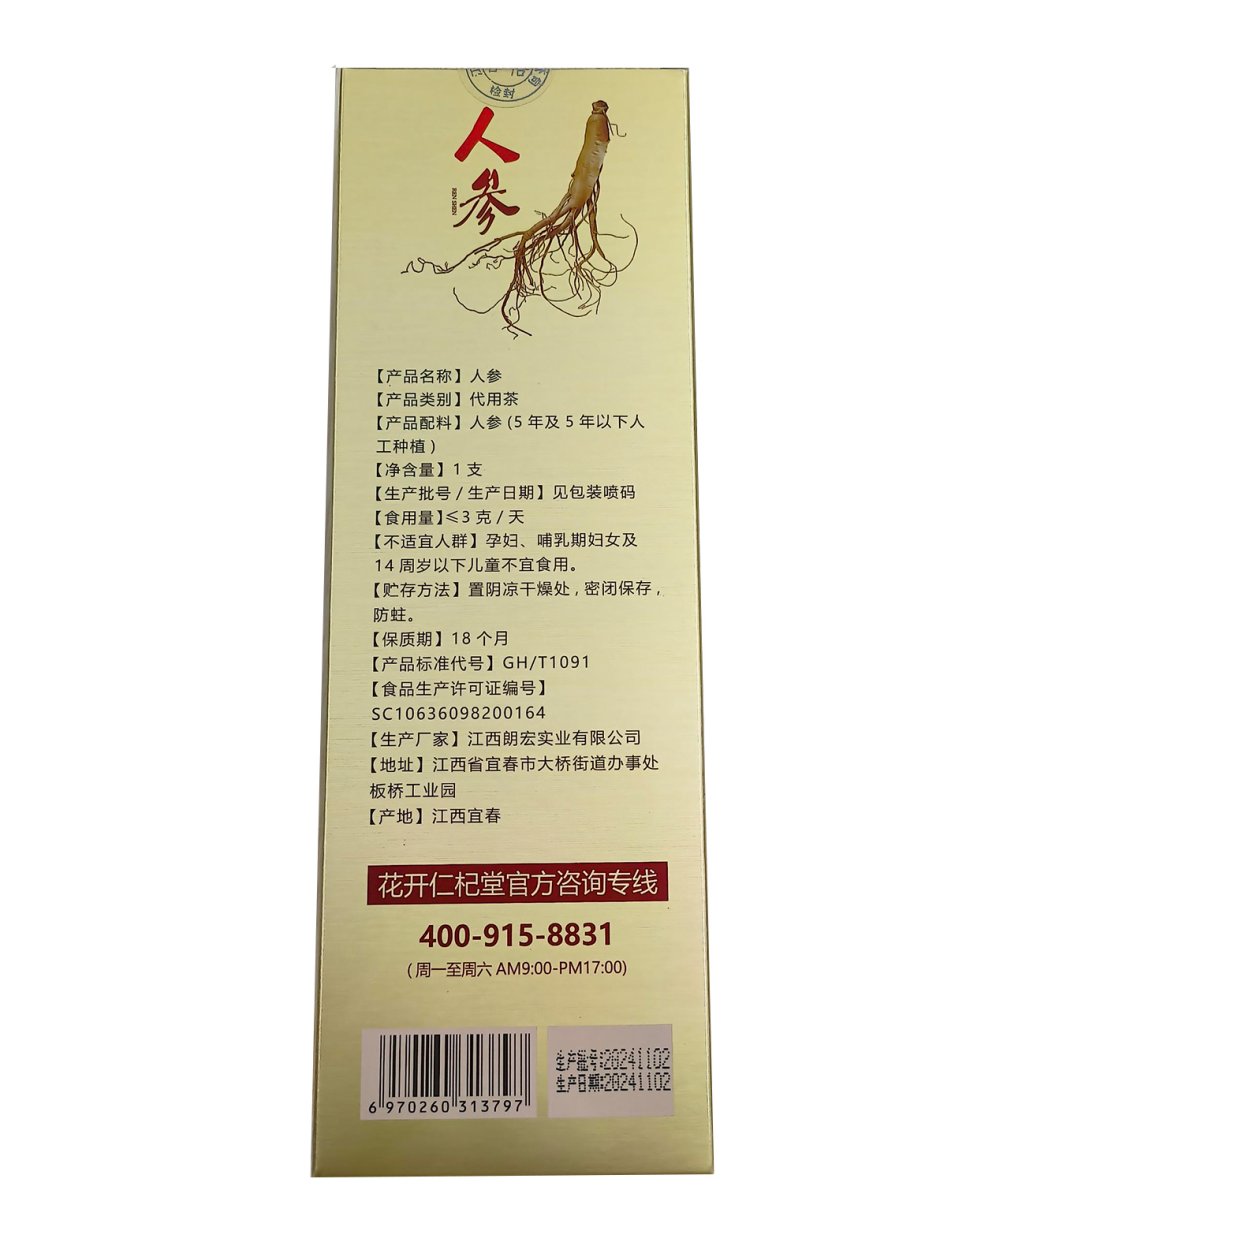 检封
人
参
REN SHEN
【产品名称】人参
【产品类别】代用茶
【产品配料】人参(5年及5年以下人
工种植)
【净含量】1支
【生产批号/生产日期】见包装喷码
【食用量】≤3克/天
【不适宜人群】孕妇、哺乳期妇女及
14周岁以下儿童不宜食用。
【贮存方法】置阴凉干燥处,密闭保存,
防蛀。
【保质期】18个月
【产品标准代号】GH/T1091
【食品生产许可证编号】
SC10636098200164
【生产厂家】江西朗宏实业有限公司
【地址】江西省宜春市大桥街道办事处
板桥工业园
【产地】江西宜春
花开仁杞堂官方咨询专线
400-915-8831
(周一至周六 AM9:00-PM17:00)
生产批号:20241102
生产日期:20241102
6 970260 313797